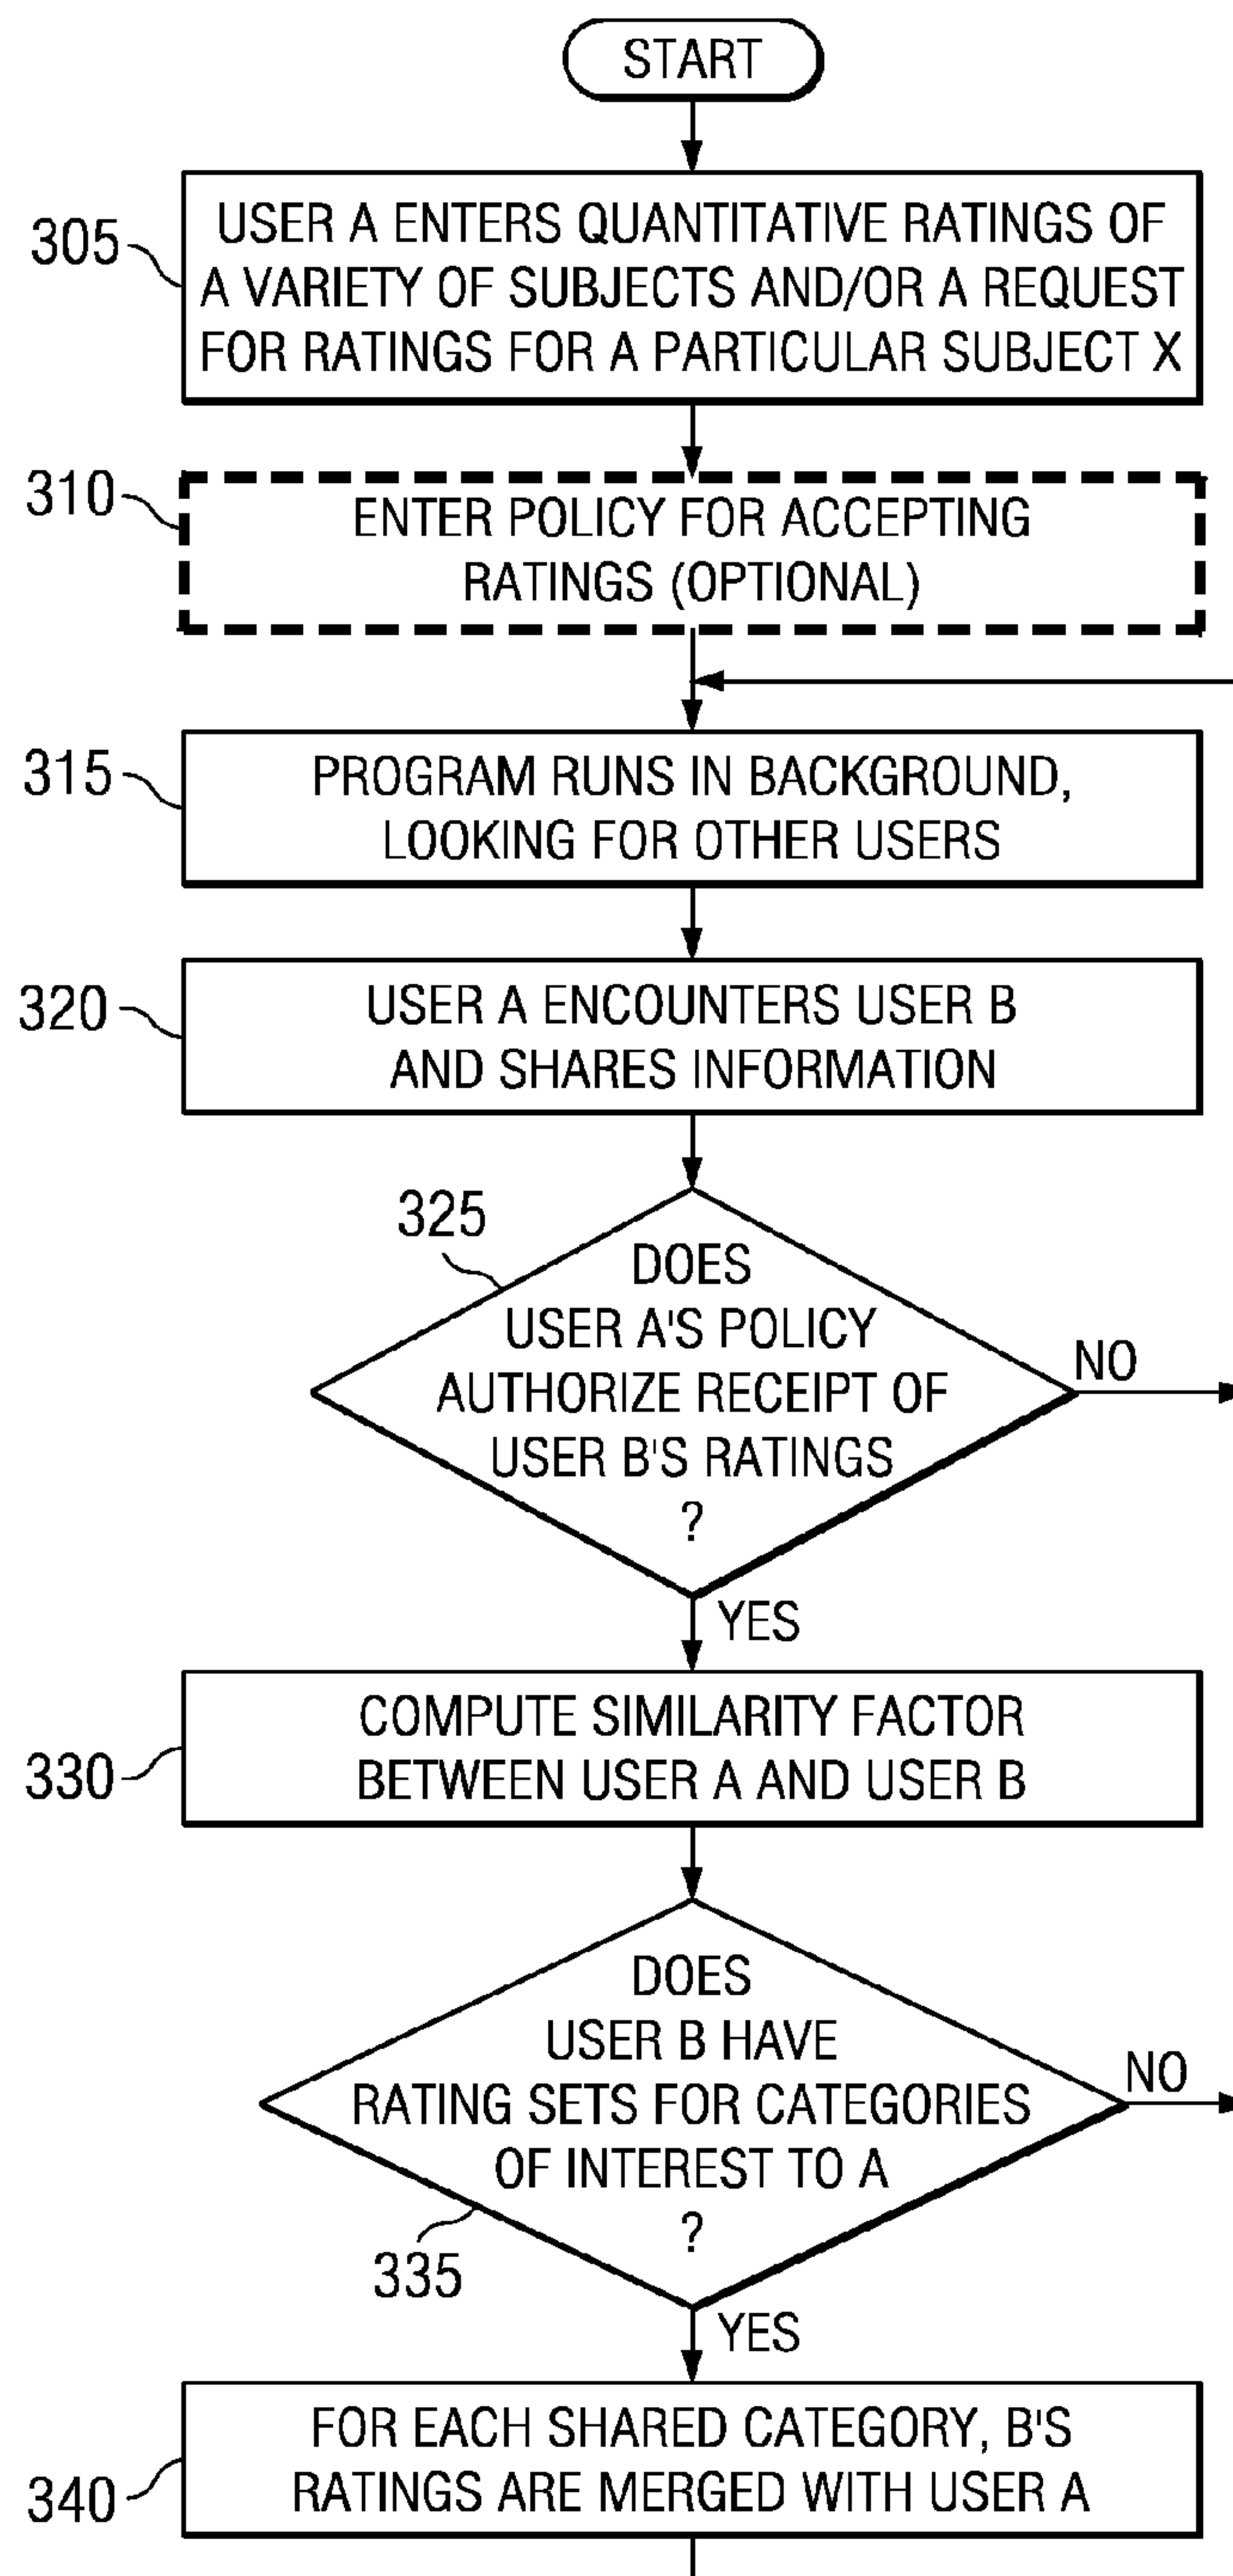 START
305
USER A ENTERS QUANTITATIVE RATINGS OF
A VARIETY OF SUBJECTS AND/OR A REQUEST
FOR RATINGS FOR A PARTICULAR SUBJECT X
310
ENTER POLICY FOR ACCEPTING
RATINGS (OPTIONAL)
315
PROGRAM RUNS IN BACKGROUND,
LOOKING FOR OTHER USERS
320
USER A ENCOUNTERS USER B
AND SHARES INFORMATION
325
DOES
USER A'S POLICY
AUTHORIZE RECEIPT OF
USER B'S RATINGS
?
NO
YES
330
COMPUTE SIMILARITY FACTOR
BETWEEN USER A AND USER B
DOES
USER B HAVE
RATING SETS FOR CATEGORIES
OF INTEREST TO A
?
NO
335
YES
340
FOR EACH SHARED CATEGORY, B'S
RATINGS ARE MERGED WITH USER A